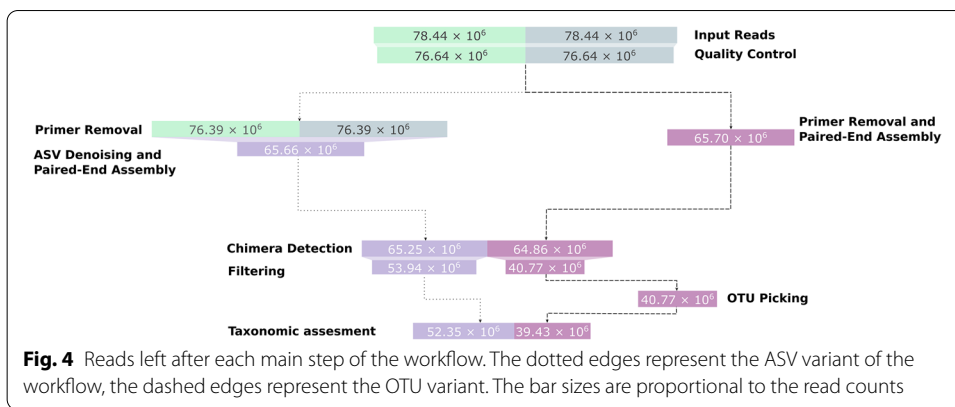 78.44 × 10⁶ 78.44 × 10⁶ Input Reads
76.64 × 10⁶ 76.64 × 10⁶ Quality Control
Primer Removal 76.39 × 10⁶ 76.39 × 10⁶
ASV Denoising and
Paired-End Assembly
65.66 × 10⁶
65.70 × 10⁶
Primer Removal and
Paired-End Assembly
Chimera Detection 65.25 × 10⁶ 64.86 × 10⁶
Filtering 53.94 × 10⁶ 40.77 × 10⁶
40.77 × 10⁶ OTU Picking
Taxonomic assesment 52.35 × 10⁶ 39.43 × 10⁶
Fig. 4 Reads left after each main step of the workflow. The dotted edges represent the ASV variant of the
workflow, the dashed edges represent the OTU variant. The bar sizes are proportional to the read counts